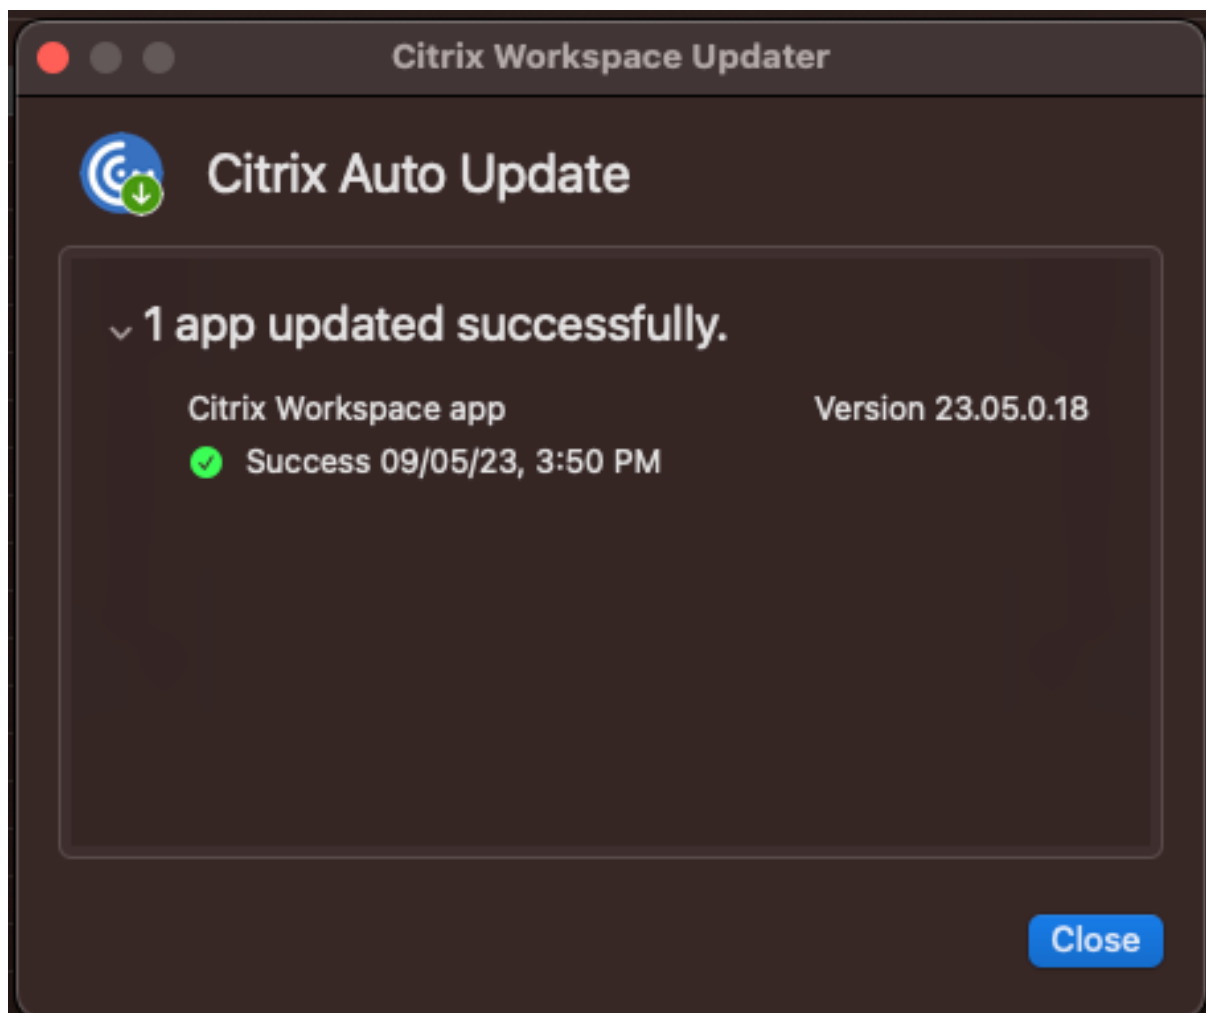 Citrix Workspace Updater
Citrix Auto Update
1 app updated successfully.
Citrix Workspace app Version 23.05.0.18
Success 09/05/23, 3:50 PM
Close